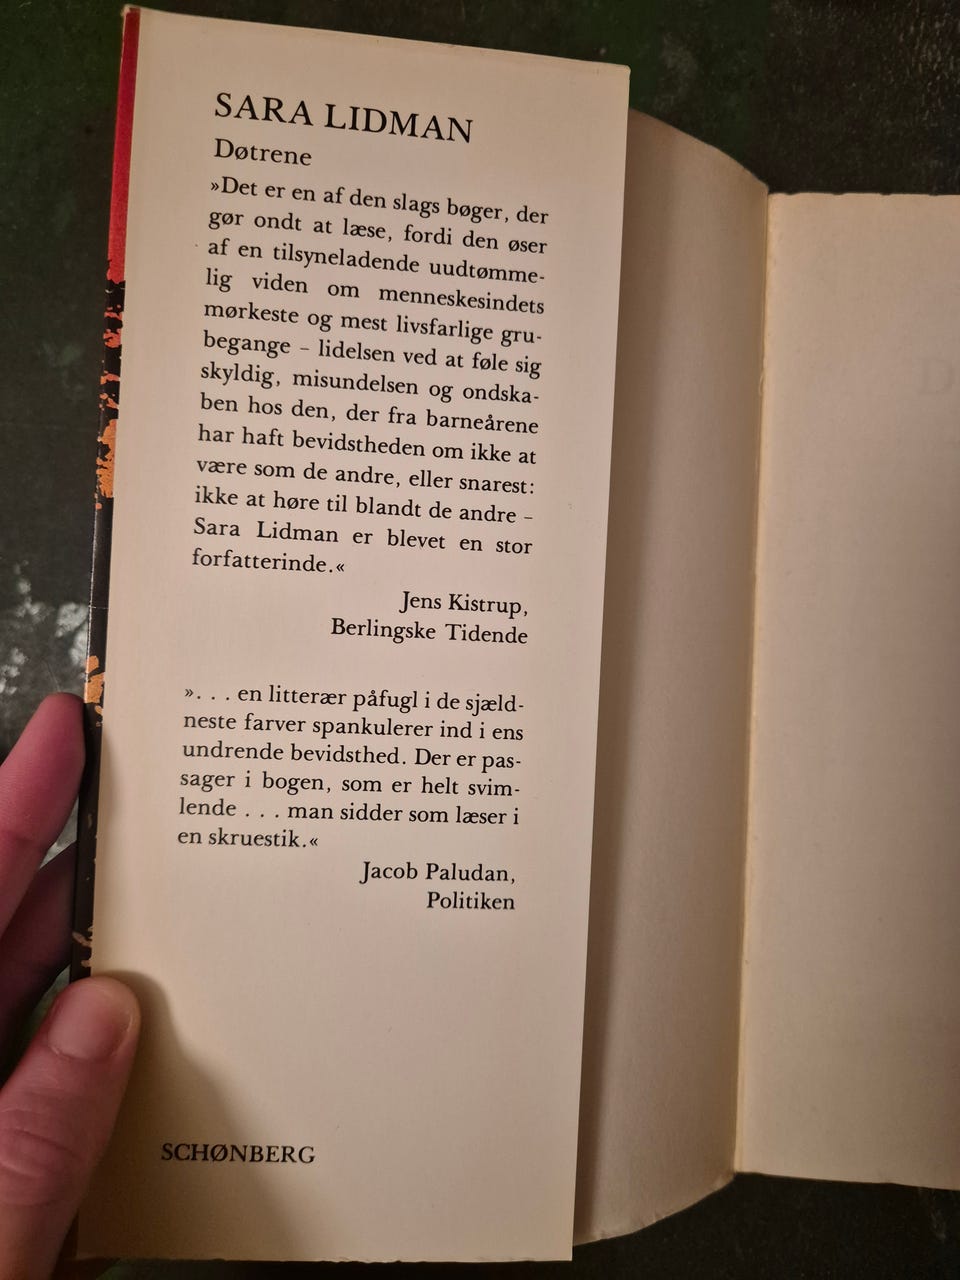 SARA LIDMAN
Døtrene
»Det er en af den slags bøger, der
gør ondt at læse, fordi den øser
af en tilsyneladende uudtømme-
lig viden om menneskesindets
mørkeste og mest livsfarlige gru-
begange – lidelsen ved at føle sig
skyldig, misundelsen og ondska-
ben hos den, der fra barneårene
har haft bevidstheden om ikke at
være som de andre, eller snarest:
ikke at høre til blandt de andre –
Sara Lidman er blevet en stor
forfatterinde.«
Jens Kistrup,
Berlingske Tidende
». . . en litterær påfugl i de sjæld-
neste farver spankulerer ind i ens
undrende bevidsthed. Der er pas-
sager i bogen, som er helt svim-
lende . . . man sidder som læser i
en skruestik.«
Jacob Paludan,
Politiken
SCHØNBERG